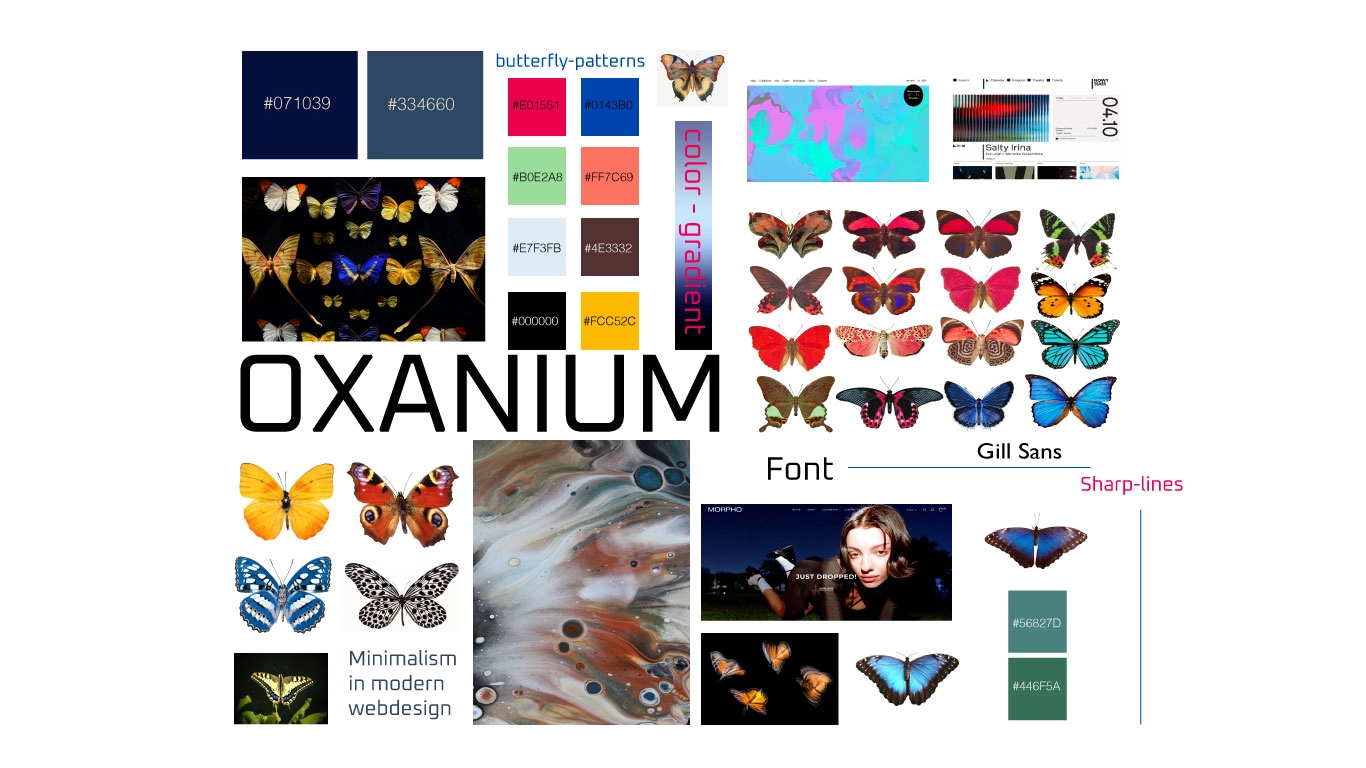 #071039
#334660
butterfly-patterns
#E01551
#0143B0
#B0E2A8
#FF7C69
#E7F3FB
#4E3332
#000000
#FCC52C
color - gradient
04.10
Salty Irina
OXANIUM
Font
Gill Sans
Sharp-lines
MORPHO
JUST DROPPED!
#56827D
#446F5A
Minimalism
in modern
webdesign